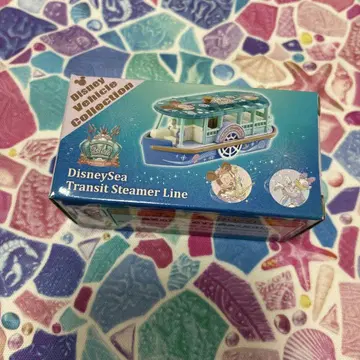 Disney
Vehicle
Collection
DisneySea
Transit Steamer Line